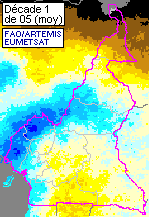 Décade 1
de 05 (moy)
FAO/ARTEMIS
EUMETSAT